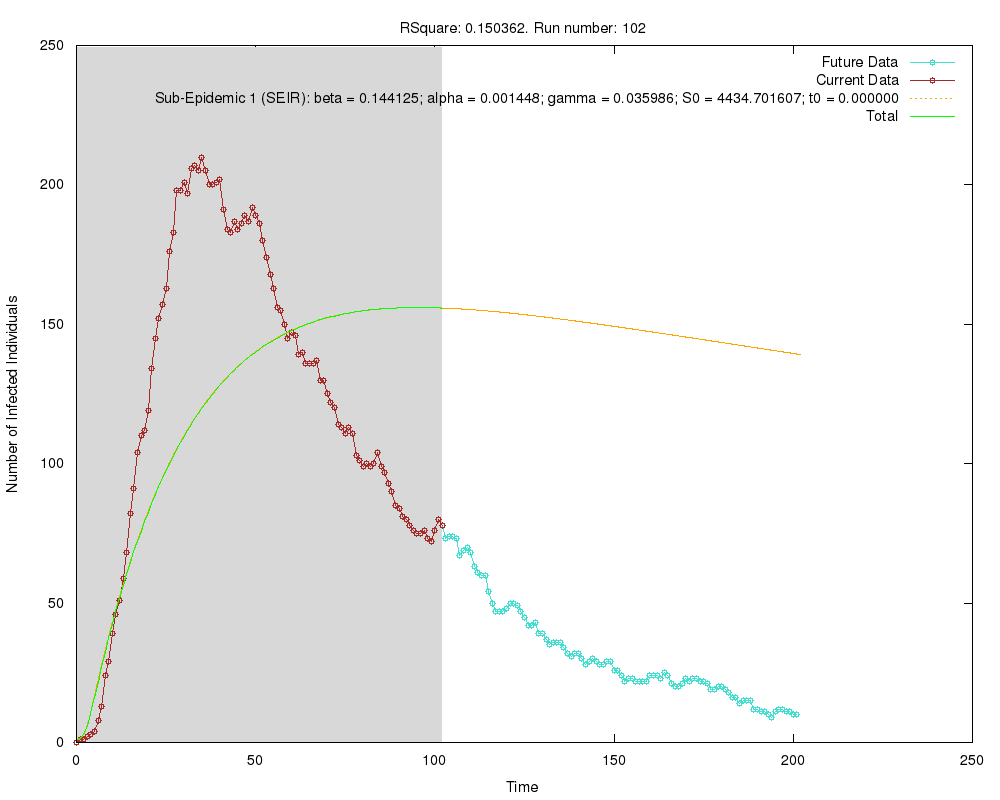 RSquare: 0.150362. Run number: 102
250
200
150
100
50
0
Number of Infected Individuals
Future Data
Current Data
Sub-Epidemic 1 (SEIR): beta = 0.144125; alpha = 0.001448; gamma = 0.035986; S0 = 4434.701607; t0 = 0.000000
Total
0 50 100 150 200 250
Time